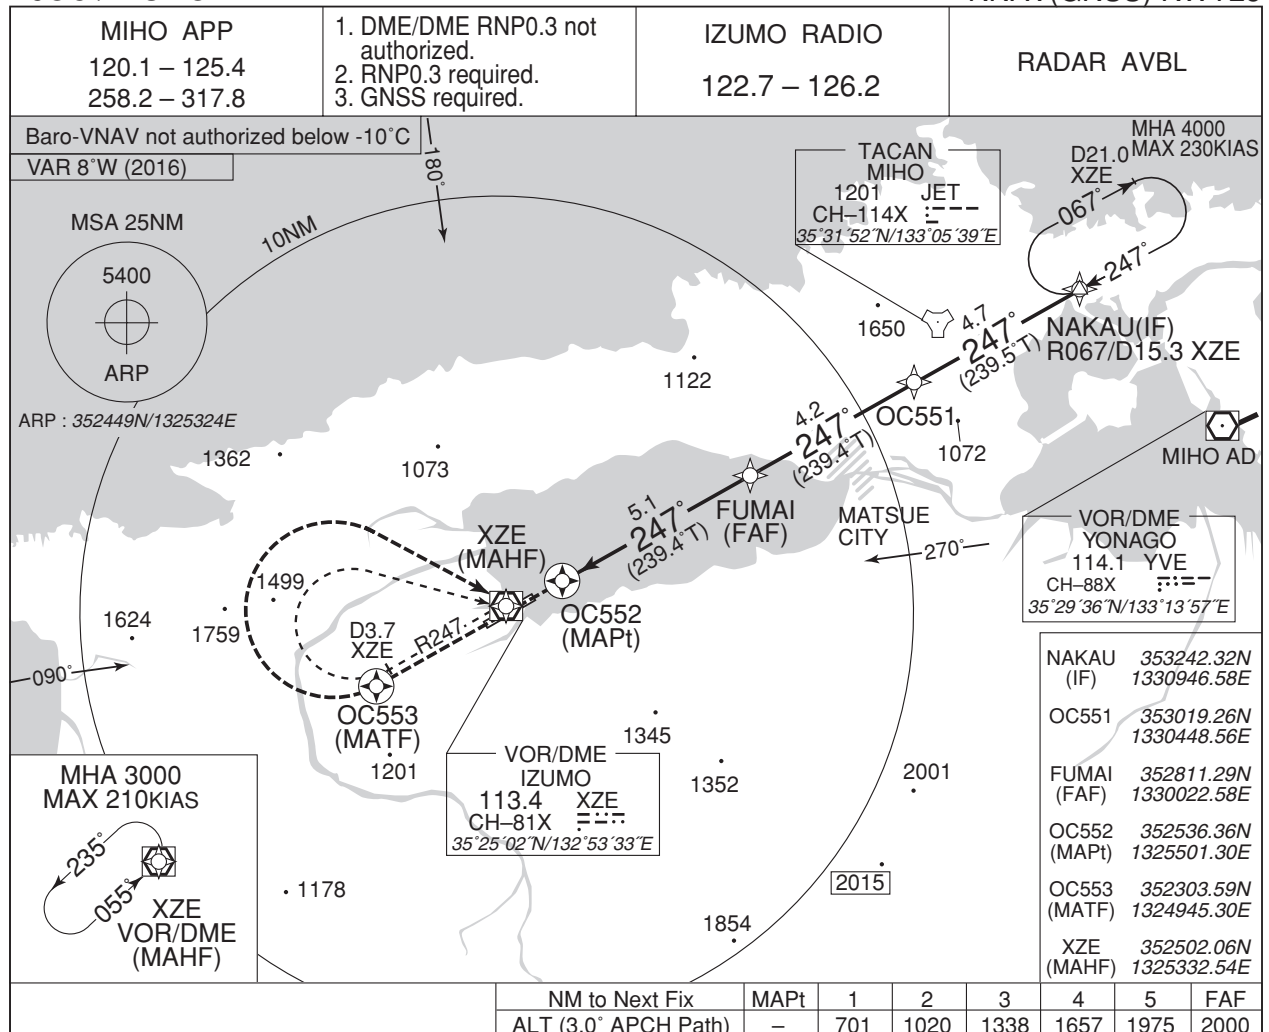 MIHO APP
120.1 – 125.4
258.2 – 317.8
1. DME/DME RNP0.3 not
authorized.
2. RNP0.3 required.
3. GNSS required.
IZUMO RADIO
122.7 – 126.2
RADAR AVBL
Baro-VNAV not authorized below -10°C
VAR 8°W (2016)
MSA 25NM
5400
ARP
ARP : 352449N/1325324E
10NM
180°
TACAN
MIHO
1201 JET
CH–114X
35°31´52˝N/133°05´39˝E
MHA 4000
MAX 230KIAS
D21.0
XZE
067°
247°
NAKAU(IF)
R067/D15.3 XZE
4.7
247°
(239.5°T)
1650
1122
OC551
1072
4.2
247°
(239.4°T)
MIHO AD
1362
1073
FUMAI
(FAF)
MATSUE
CITY
270°
5.1
247°
(239.4°T)
VOR/DME
YONAGO
114.1 YVE
CH–88X
35°29´36˝N/133°13´57˝E
XZE
(MAHF)
OC552
(MAPt)
1499
1624
1759
D3.7
XZE
R247
090°
OC553
(MATF)
1201
1345
1352
2001
VOR/DME
IZUMO
113.4 XZE
CH–81X
35°25´02˝N/132°53´33˝E
MHA 3000
MAX 210KIAS
235°
055°
XZE
VOR/DME
(MAHF)
1178
2015
1854
NAKAU 353242.32N
(IF) 1330946.58E
OC551 353019.26N
1330448.56E
FUMAI 352811.29N
(FAF) 1330022.58E
OC552 352536.36N
(MAPt) 1325501.30E
OC553 352303.59N
(MATF) 1324945.30E
XZE 352502.06N
(MAHF) 1325332.54E
NM to Next Fix MAPt 1 2 3 4 5 FAF
ALT (3.0° APCH Path) – 701 1020 1338 1657 1975 2000